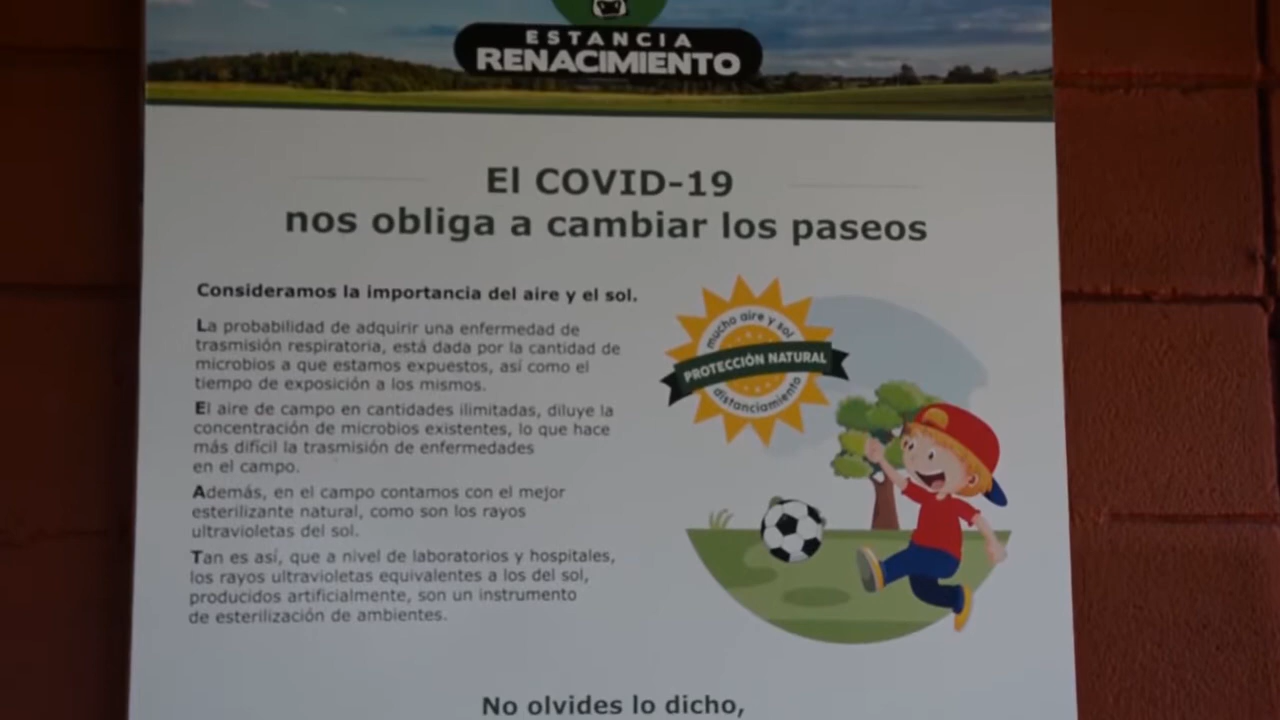 ESTANCIA
RENACIMIENTO
El COVID-19
nos obliga a cambiar los paseos
Consideramos la importancia del aire y el sol.
La probabilidad de adquirir una enfermedad de
trasmisión respiratoria, está dada por la cantidad de
microbios a que estamos expuestos, así como el
tiempo de exposición a los mismos.
El aire de campo en cantidades ilimitadas, diluye la
concentración de microbios existentes, lo que hace
más difícil la trasmisión de enfermedades
en el campo.
Además, en el campo contamos con el mejor
esterilizante natural, como son los rayos
ultravioletas del sol.
Tan es así, que a nivel de laboratorios y hospitales,
los rayos ultravioletas equivalentes a los del sol,
producidos artificialmente, son un instrumento
de esterilización de ambientes.
mucho aire y sol
PROTECCIÓN NATURAL
distanciamiento
No olvides lo dicho,